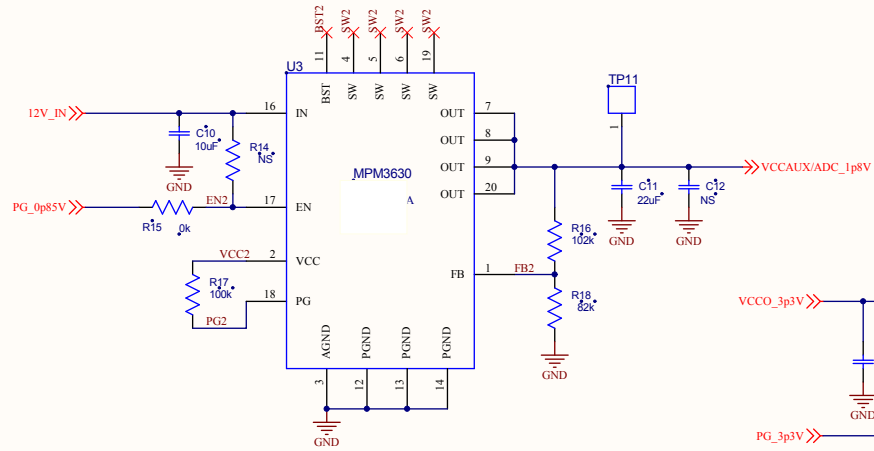 BST2
SW2
SW2
SW2
SW2
11
4
5
6
19
U3
BST
SW
SW
SW
SW
TP11
1
12V_IN
16
IN
OUT
7
C10
10uF
R14
NS
OUT
8
GND
MPM3630
OUT
9
VCCAUX/ADC_1p8V
A
OUT
20
C11
22uF
C12
NS
PG_0p85V
EN2
17
EN
R15
0k
R16
102k
GND
GND
VCC2
2
VCC
FB
1
FB2
R17
100k
18
PG
R18
82k
PG2
VCCO_3p3V
AGND
PGND
PGND
PGND
GND
3
12
13
14
GND
GND
PG_3p3V